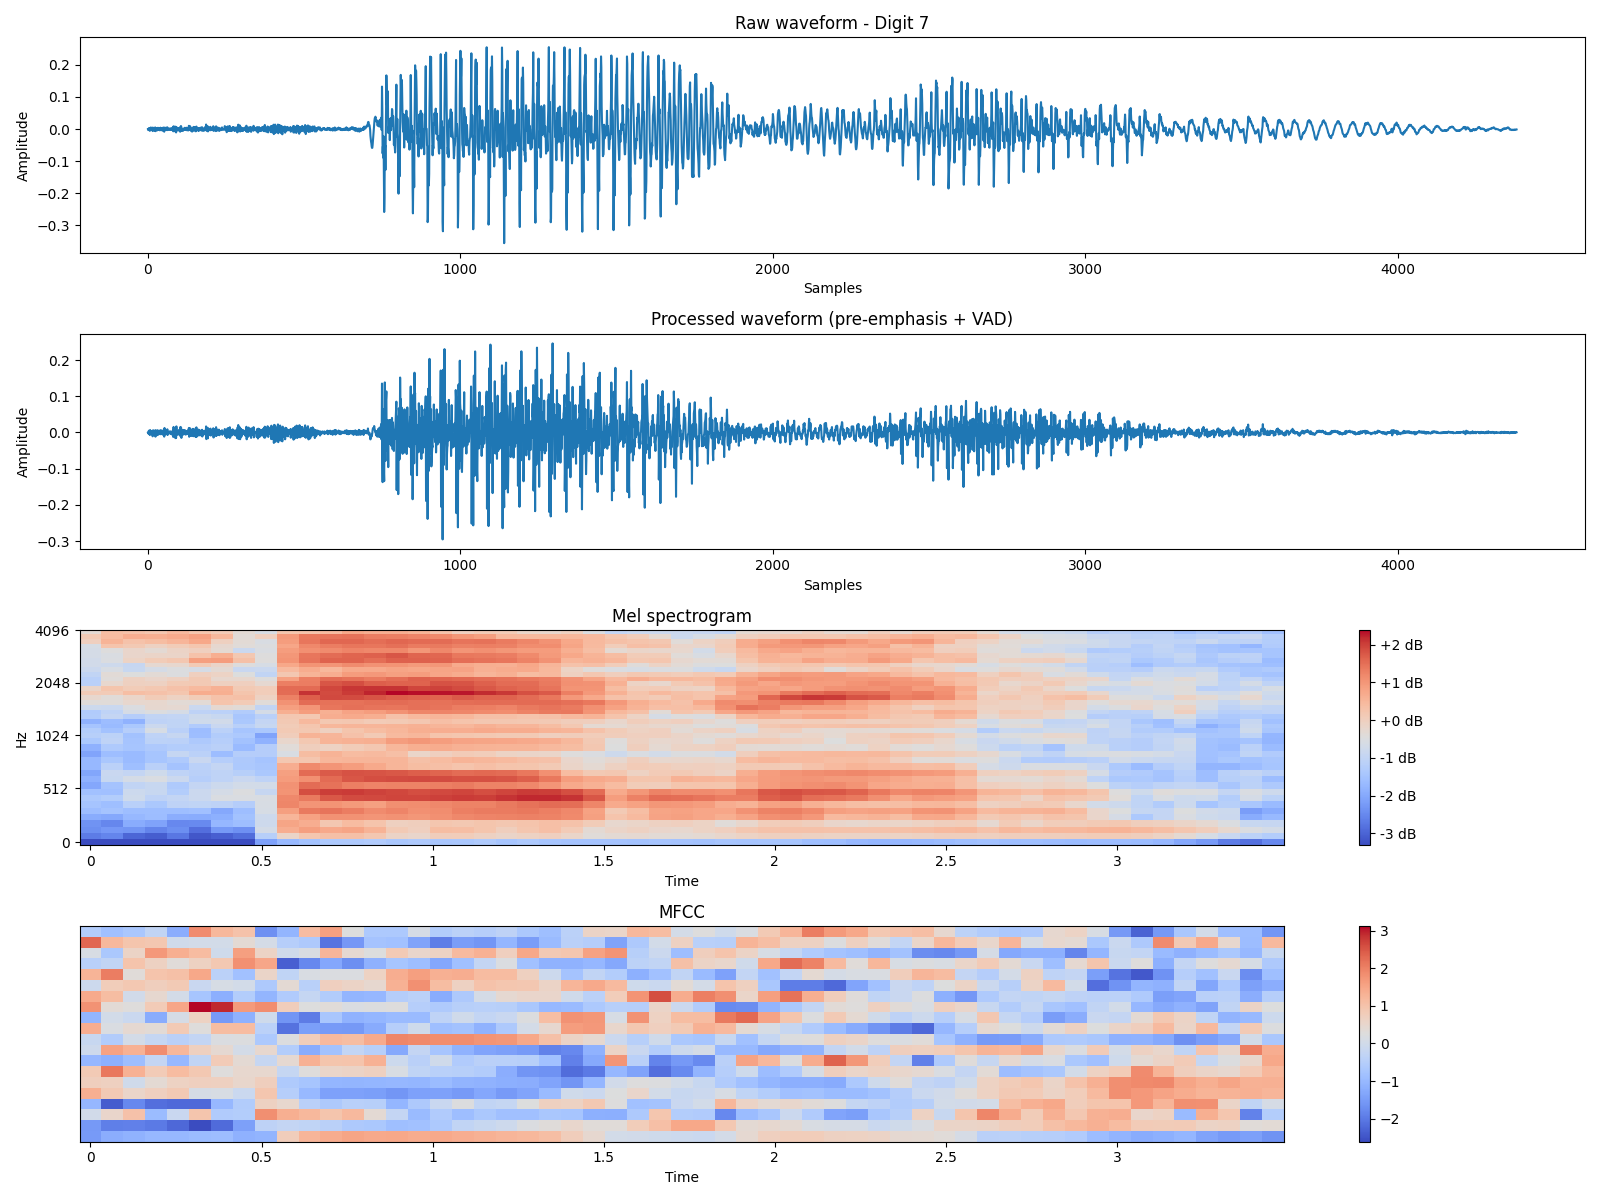 Raw waveform - Digit 7
Amplitude
0.2
0.1
0.0
−0.1
−0.2
−0.3
0 1000 2000 3000 4000
Samples
Processed waveform (pre-emphasis + VAD)
Amplitude
0.2
0.1
0.0
−0.1
−0.2
−0.3
0 1000 2000 3000 4000
Samples
Mel spectrogram
Hz
4096
2048
1024
512
0
0 0.5 1 1.5 2 2.5 3
Time
+2 dB
+1 dB
+0 dB
-1 dB
-2 dB
-3 dB
MFCC
0 0.5 1 1.5 2 2.5 3
Time
3
2
1
0
−1
−2